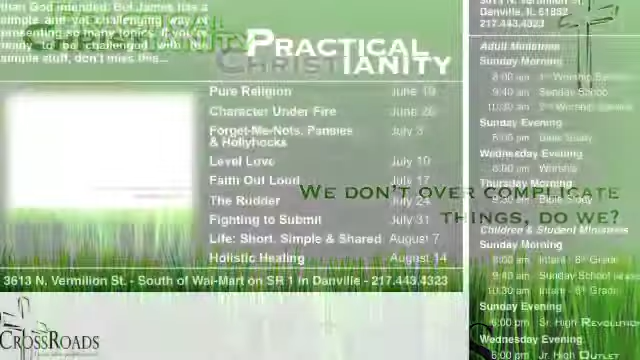 than God intended. But James has a
simple and yet challenging way of
presenting so many topics. If you're
ready to be challenged with
simple stuff, don't miss this...
PRACTICAL
CHRISTIANITY
Pure Religion June 19
Character Under Fire June 26
Forget-Me-Nots, Pansies
& Hollyhocks July 3
Level Love July 10
Faith Out Loud July 17
The Rudder July 24
Fighting to Submit July 31
Life: Short, Simple & Shared August 7
Holistic Healing August 14
3613 N. Vermilion St. - South of Wal-Mart on SR 1 in Danville - 217.443.4323
CROSSROADS
WE DON'T OVER COMPLICATE
THINGS, DO WE?
3613 N. Vermilion St.
Danville, IL 61832
217.443.4323
Adult Ministries
Sunday Morning
8:00 am 1st Worship Service
9:40 am Sunday School
10:30 am 2nd Worship Service
Sunday Evening
6:00 pm Bible Study
Wednesday Evening
Worship
Thursday Morning
9:30 am Bible Study
Children & Student Ministries
Sunday Morning
8:00 am Infant - 6th Grade
9:40 am Sunday School
10:30 am Infant - 6th Grade
Sunday Evening
6:00 pm Sr. High REVOLUTION
Wednesday Evening
6:00 pm Sr. High OUTLET